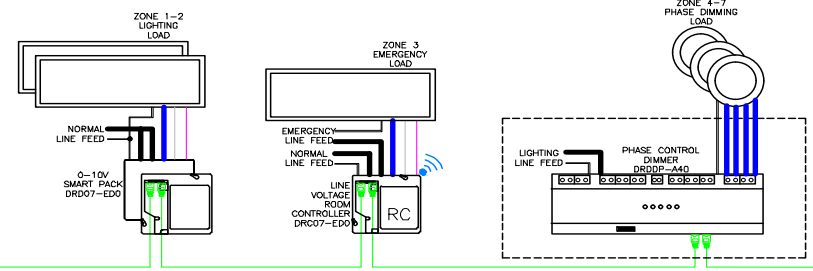 ZONE 1-2
LIGHTING
LOAD
NORMAL
LINE FEED
0-10V
SMART PACK
DRD07-ED0
ZONE 3
EMERGENCY
LOAD
EMERGENCY
LINE FEED
NORMAL
LINE FEED
LINE
VOLTAGE
ROOM
CONTROLLER
DRC07-ED0
RC
ZONE 4-7
PHASE DIMMING
LOAD
LIGHTING
LINE FEED
PHASE CONTROL
DIMMER
DRDDP-A40